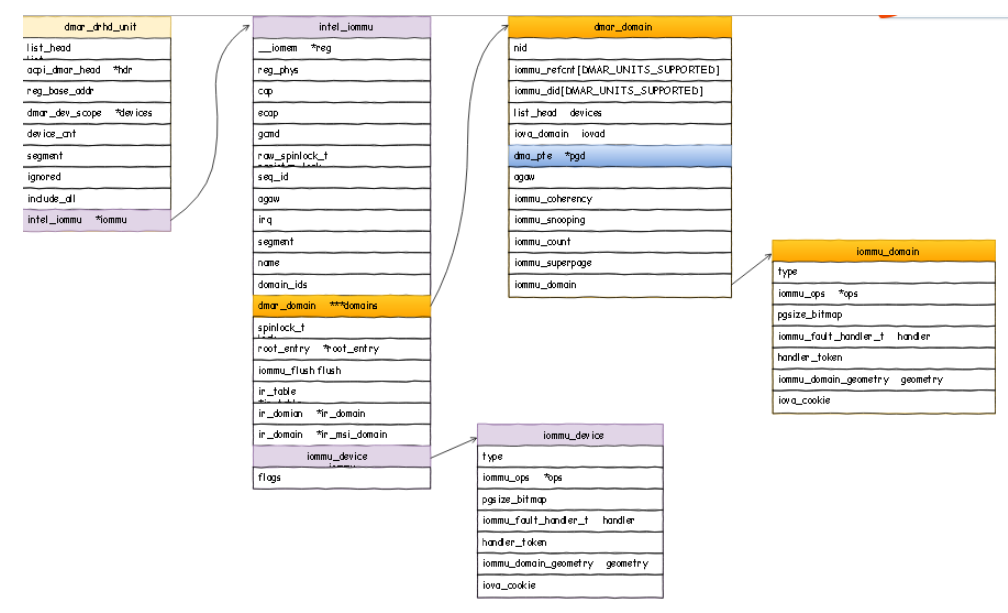 dmar_drhd_unit
list_head
acpi_dmar_head *hdr
reg_base_addr
dmar_dev_scope *devices
device_cnt
segment
ignored
include_all
intel_iommu *iommu
intel_iommu
__iomem *reg
reg_phys
cap
ecap
gcmd
raw_spinlock_t
seq_id
agaw
irq
segment
name
domain_ids
dmar_domain ***domains
spinlock_t
root_entry *root_entry
iommu_flush flush
ir_table
ir_domian *ir_domain
ir_domain *ir_msi_domain
iommu_device
flags
dmar_domain
nid
iommu_refcnt[DMAR_UNITS_SUPPORTED]
iommu_did[DMAR_UNITS_SUPPORTED]
list_head devices
iova_domain iovad
dma_pte *pgd
agaw
iommu_coherency
iommu_snooping
iommu_count
iommu_superpage
iommu_domain
iommu_domain
type
iommu_ops *ops
pgsize_bitmap
iommu_fault_handler_t handler
handler_token
iommu_domain_geometry geometry
iova_cookie
iommu_device
type
iommu_ops *ops
pgsize_bitmap
iommu_fault_handler_t handler
handler_token
iommu_domain_geometry geometry
iova_cookie